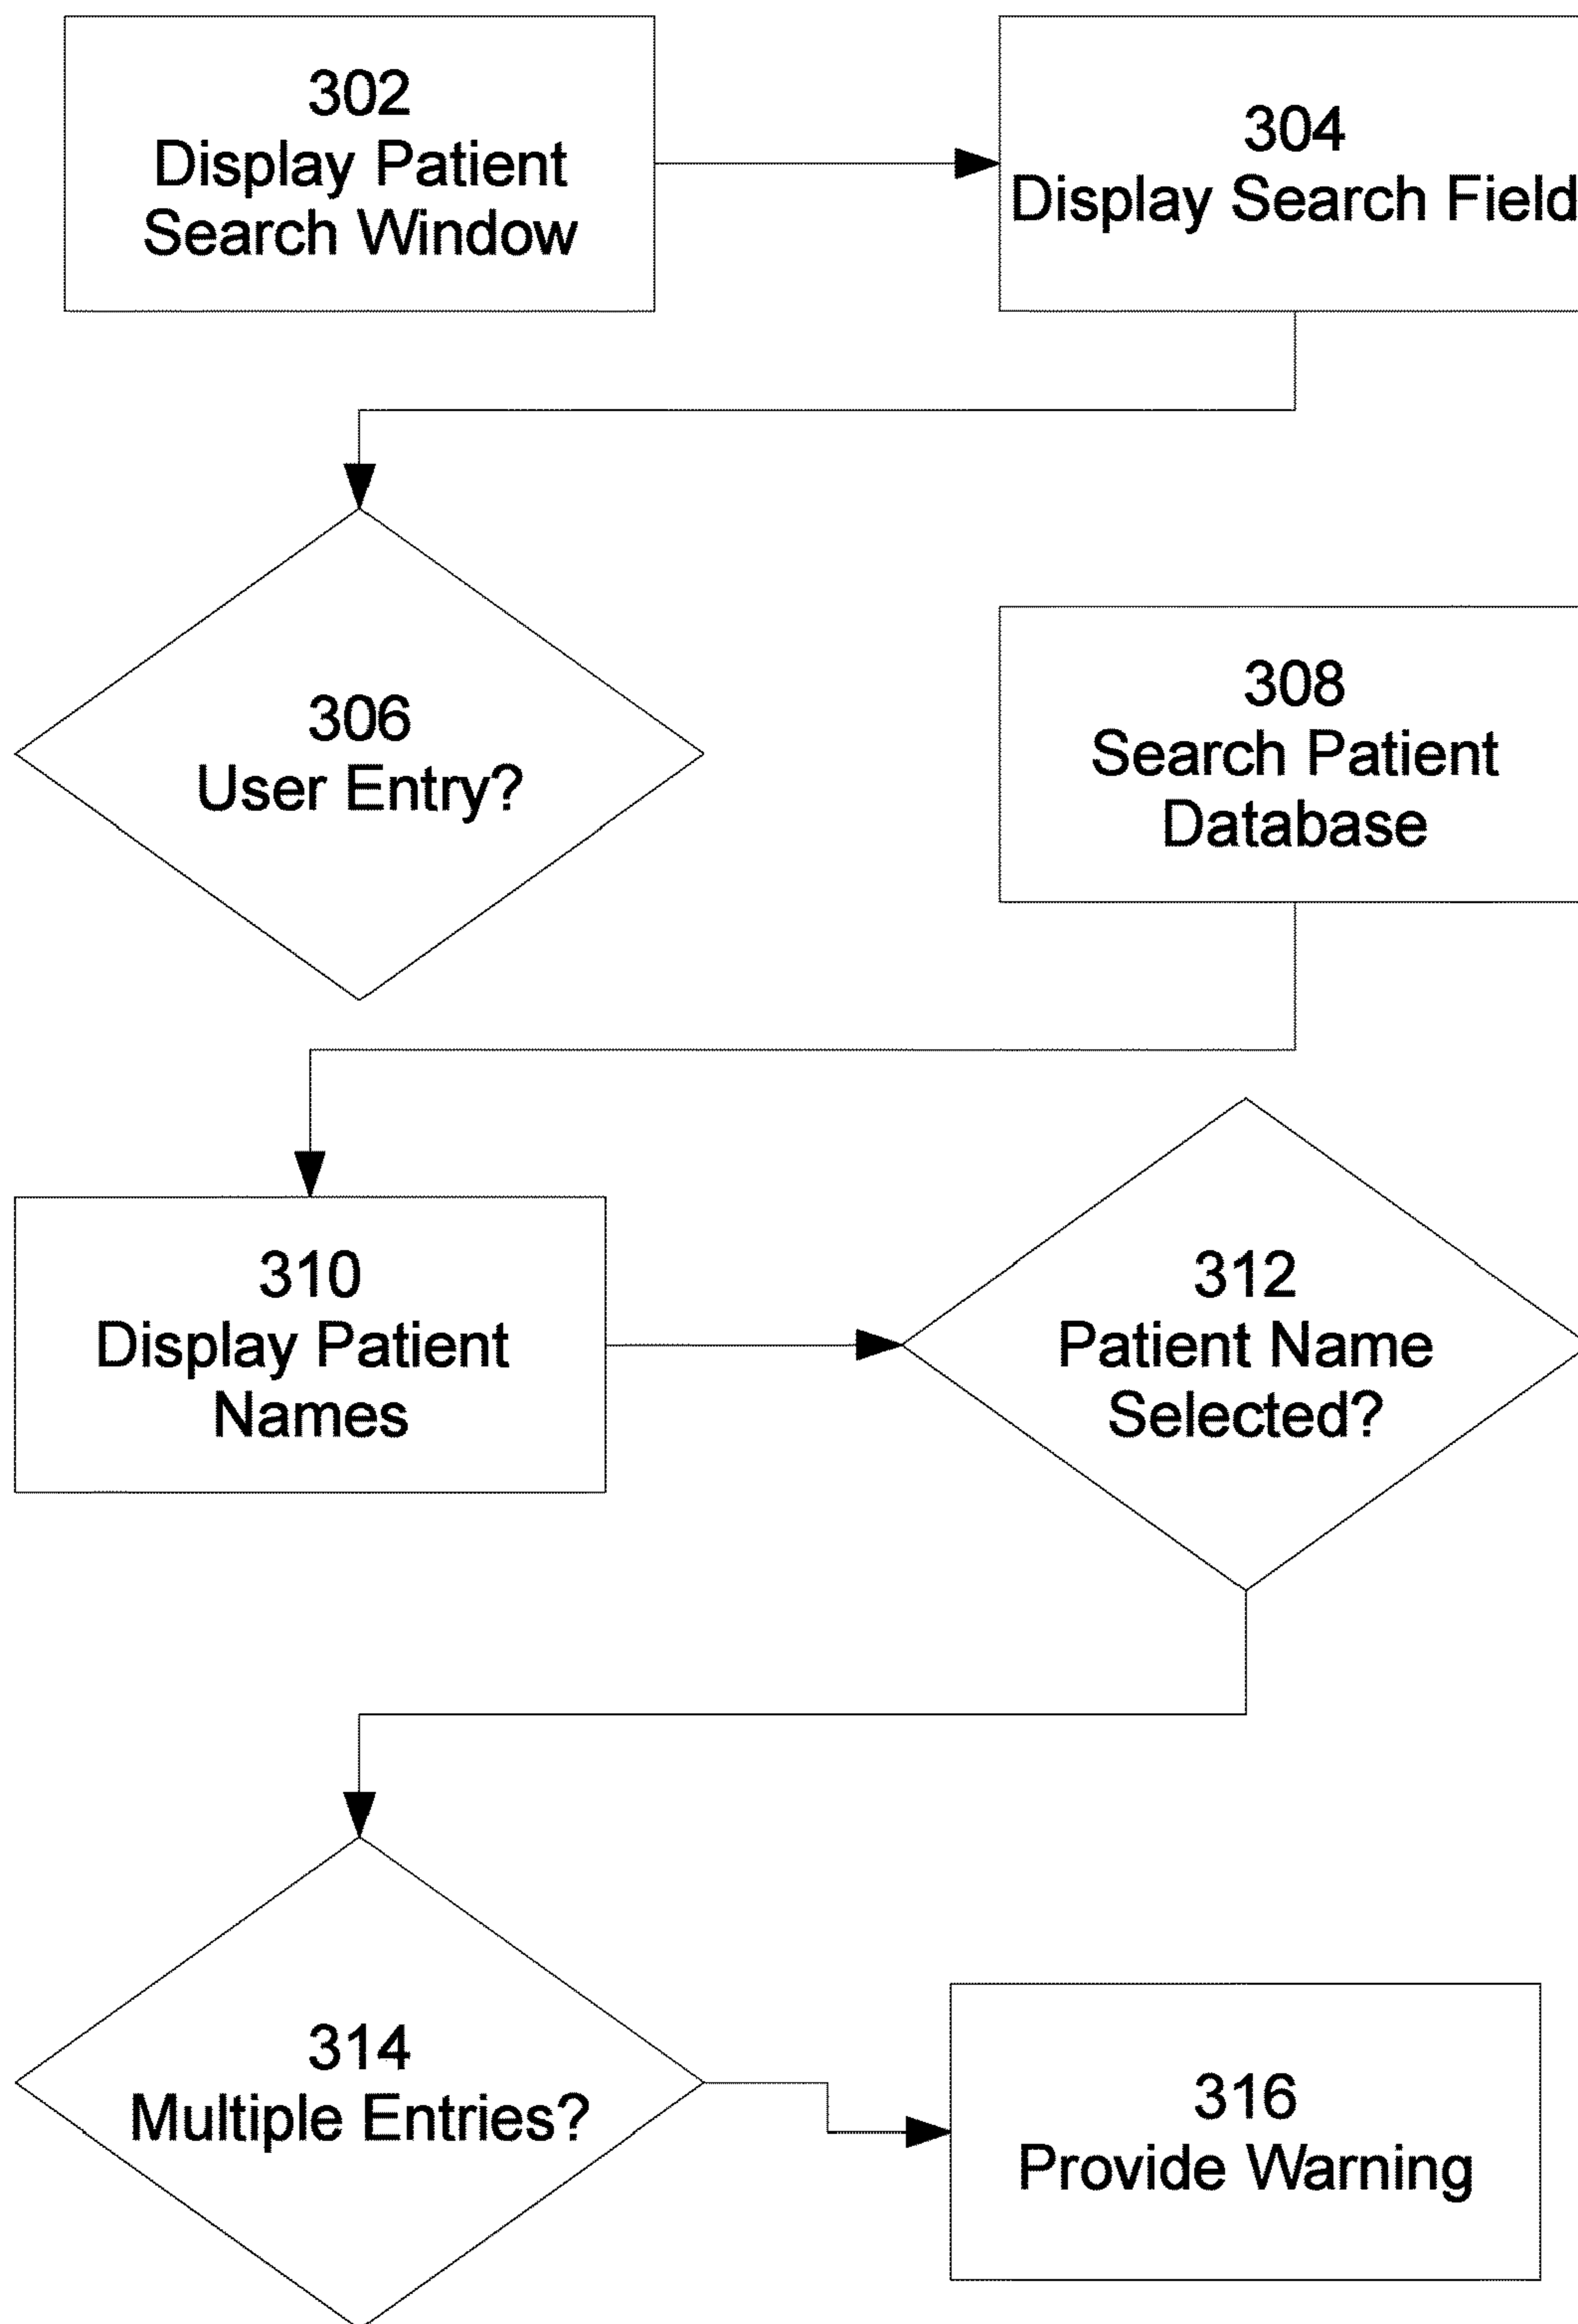 302
Display Patient
Search Window
304
Display Search Field
306
User Entry?
308
Search Patient
Database
310
Display Patient
Names
312
Patient Name
Selected?
314
Multiple Entries?
316
Provide Warning